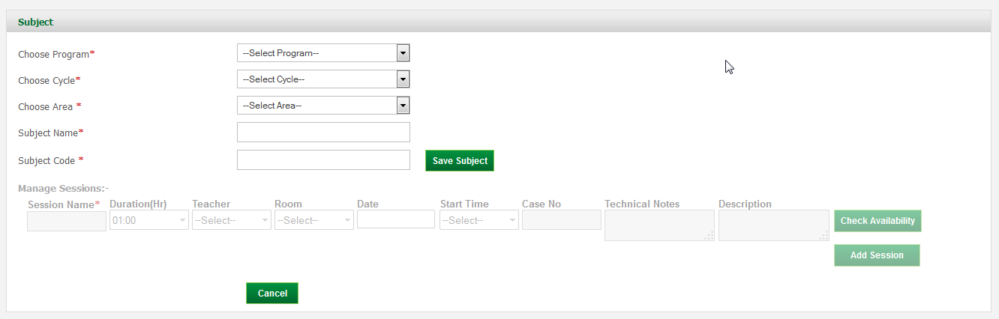 Subject
Choose Program* --Select Program--
Choose Cycle* --Select Cycle--
Choose Area * --Select Area--
Subject Name*
Subject Code * Save Subject
Manage Sessions:-
Session Name* Duration(Hr) Teacher Room Date Start Time Case No Technical Notes Description
01:00 --Select-- --Select-- --Select-- Check Availability
Add Session
Cancel